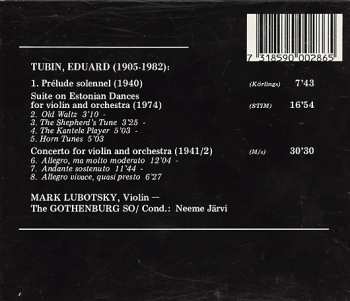 7 318590 002865
TUBIN, EDUARD (1905-1982):
1. Prélude solennel (1940) (Körlings) 7'43
Suite on Estonian Dances
for violin and orchestra (1974) (STIM) 16'54
2. Old Waltz 3'10 -
3. The Shepherd's Tune 3'25 -
4. The Kantele Player 5'03 -
5. Horn Tunes 5'03
Concerto for violin and orchestra (1941/2) (M/s) 30'30
6. Allegro, ma molto moderato 12'04 -
7. Andante sostenuto 11'44 -
8. Allegro vivace, quasi presto 6'27
MARK LUBOTSKY, Violin —
The GOTHENBURG SO/ Cond.: Neeme Järvi